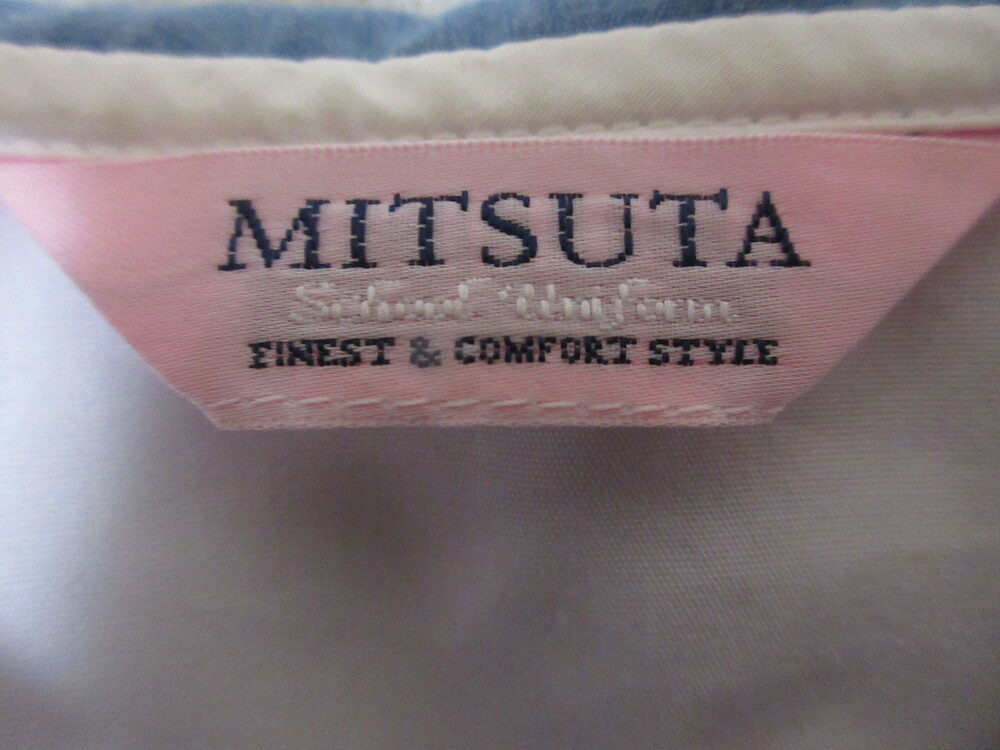 MITSUTA
School Uniform
FINEST & COMFORT STYLE